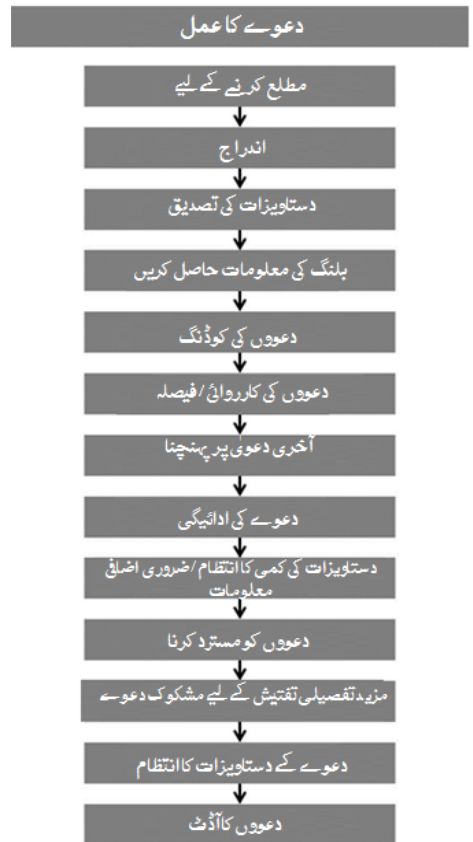 دعوے کا عمل
مطلع کرنے کے لیے
اندراج
دستاویزات کی تصدیق
بلنگ کی معلومات حاصل کریں
دعووں کی کوڈنگ
دعووں کی کارروائی/فیصلہ
آخری دعویٰ پر پہنچنا
دعوے کی ادائیگی
دستاویزات کی کمی کا انتظام/ضروری اضافی
معلومات
دعووں کو مسترد کرنا
مزید تفصیلی تفتیش کے لیے مشکوک دعوے
دعوے کے دستاویزات کا انتظام
دعووں کا آڈٹ